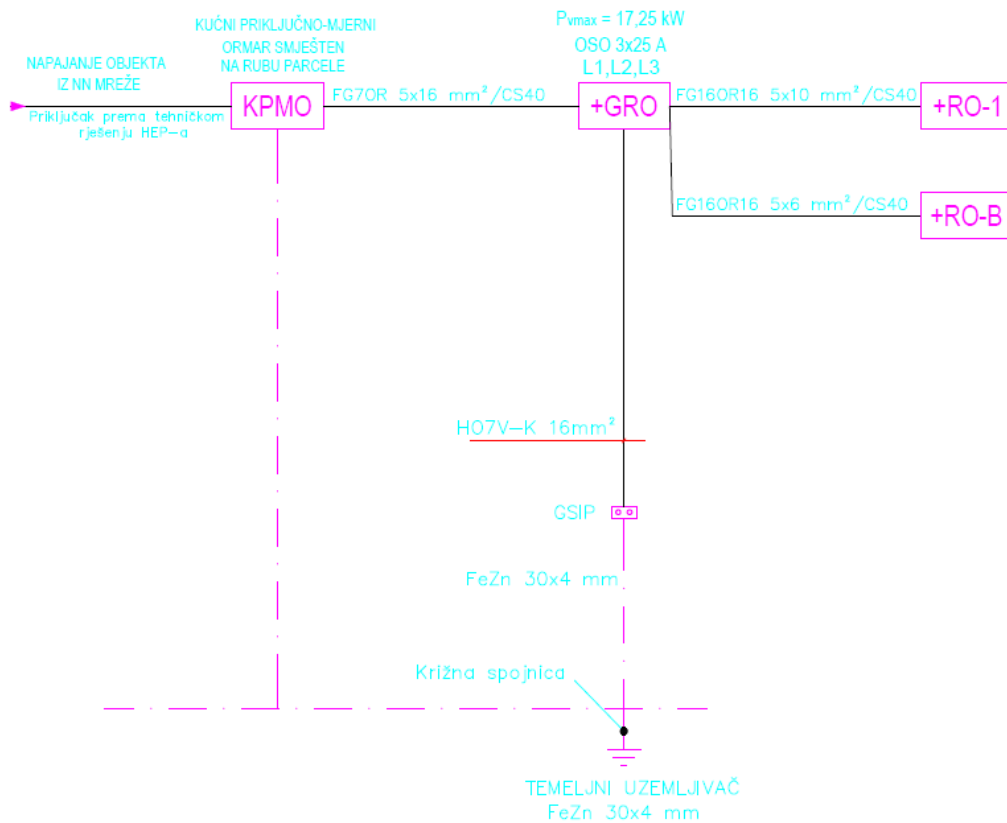 KUĆNI PRIKLJUČNO-MJERNI
ORMAR SMJEŠTEN
NA RUBU PARCELE
Pvmax = 17,25 kW
OSO 3x25 A
L1,L2,L3
NAPAJANJE OBJEKTA
IZ NN MREŽE
Priključak prema tehničkom
rješenju HEP-a
KPMO
FG7OR 5x16 mm²/CS40
+GRO
FG16OR16 5x10 mm²/CS40
+RO-1
FG16OR16 5x6 mm²/CS40
+RO-B
HO7V-K 16mm²
GSIP
FeZn 30x4 mm
Križna spojnica
TEMELJNI UZEMLJIVAČ
FeZn 30x4 mm